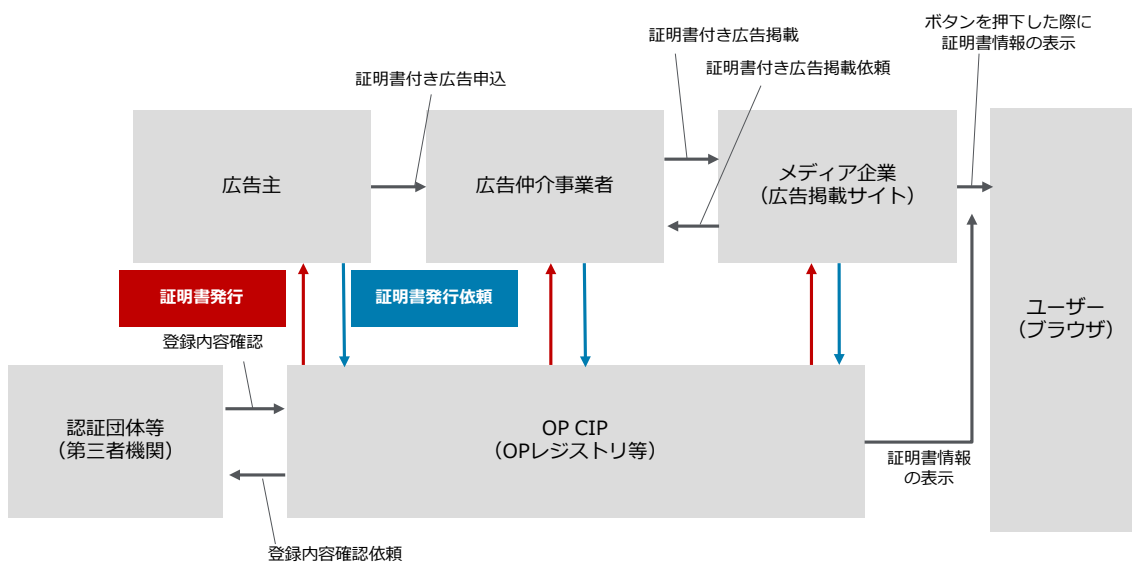 ボタンを押下した際に
証明書情報の表示
証明書付き広告掲載
証明書付き広告掲載依頼
証明書付き広告申込
広告主
広告仲介事業者
メディア企業
（広告掲載サイト）
証明書発行
証明書発行依頼
ユーザー
（ブラウザ）
登録内容確認
認証団体等
（第三者機関）
OP CIP
（OPレジストリ等）
証明書情報
の表示
登録内容確認依頼